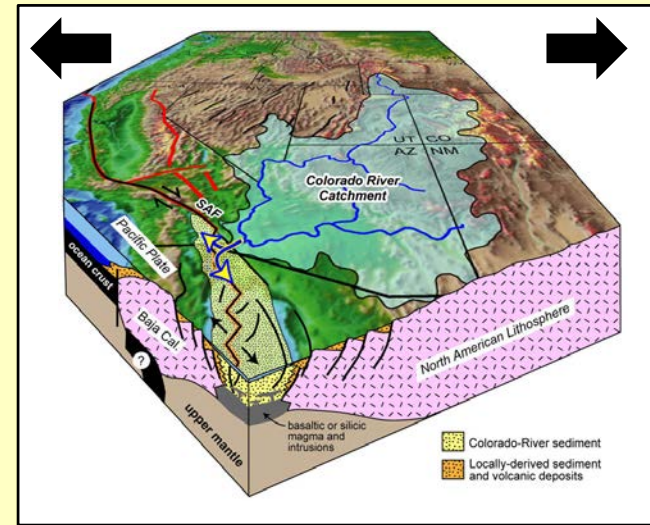 UT
CO
AZ
NM
Colorado River
Catchment
SAF
Pacific Plate
ocean crust
Baja Cal.
?
upper mantle
North American Lithosphere
basaltic or silicic
magma and
intrusions
Colorado-River sediment
Locally-derived sediment
and volcanic deposits